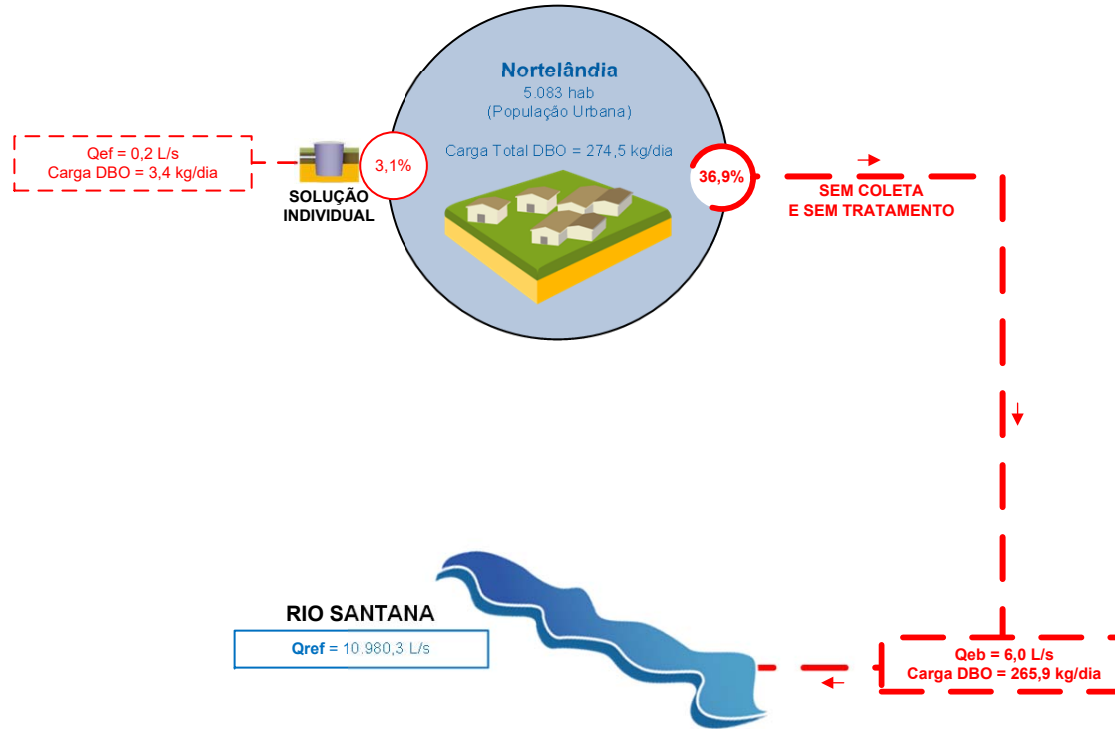 Nortelândia
5.083 hab
(População Urbana)
Carga Total DBO = 274,5 kg/dia
Qef = 0,2 L/s
Carga DBO = 3,4 kg/dia
3,1%
SOLUÇÃO
INDIVIDUAL
36,9%
SEM COLETA
E SEM TRATAMENTO
RIO SANTANA
Qref = 10.980,3 L/s
Qeb = 6,0 L/s
Carga DBO = 265,9 kg/dia